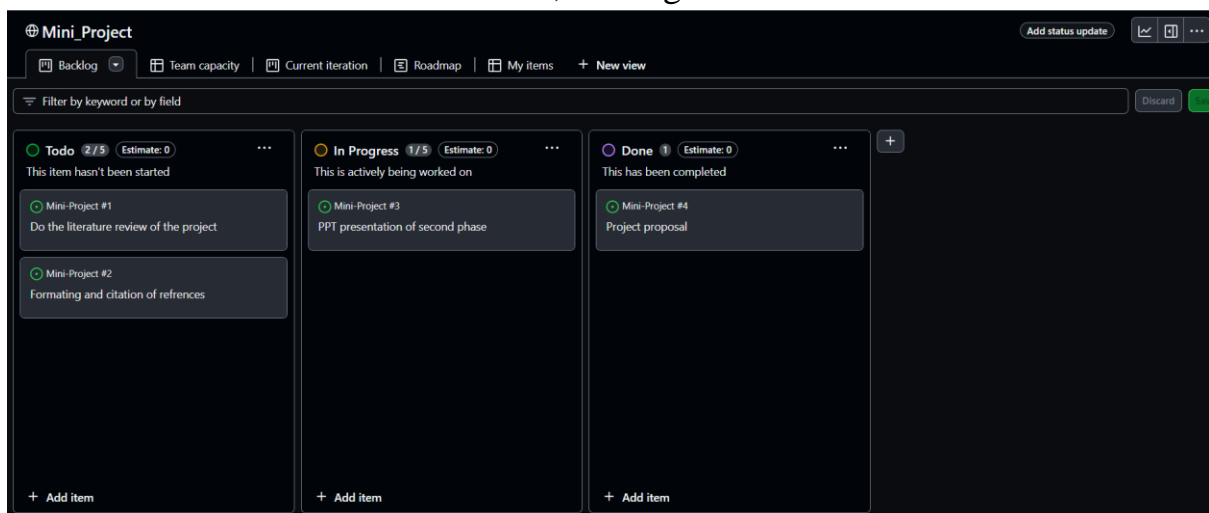 Mini_Project
Add status update
Backlog
Team capacity
Current iteration
Roadmap
My items
+ New view
Filter by keyword or by field
Discard
Todo 2 / 5 Estimate: 0
This item hasn't been started
Mini-Project #1
Do the literature review of the project
Mini-Project #2
Formating and citation of refrences
+ Add item
In Progress 1 / 5 Estimate: 0
This is actively being worked on
Mini-Project #3
PPT presentation of second phase
+ Add item
Done 1 Estimate: 0
This has been completed
Mini-Project #4
Project proposal
+ Add item